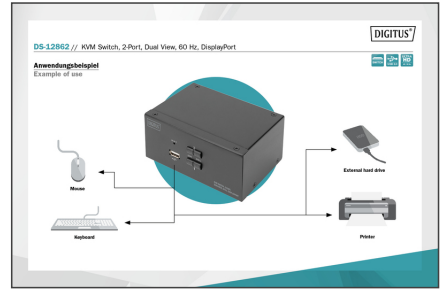 DIGITUS®
DS-12862 // KVM Switch, 2-Port, Dual View, 60 Hz, DisplayPort
Anwendungsbeispiel
Example of use
DIGITUS
Mouse
External hard drive
Keyboard
Printer